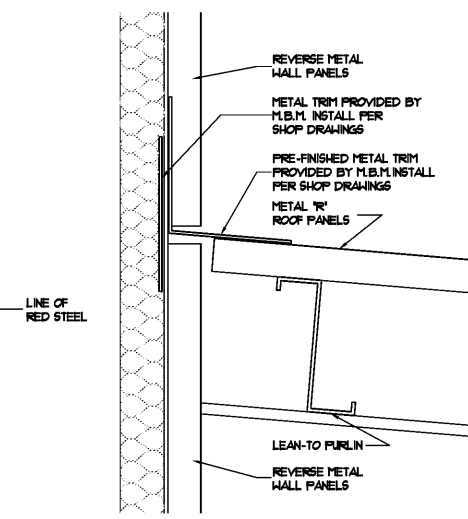 REVERSE METAL
WALL PANELS
METAL TRIM PROVIDED BY
M.B.M. INSTALL PER
SHOP DRAWINGS
PRE-FINISHED METAL TRIM
PROVIDED BY M.B.M.INSTALL
PER SHOP DRAWINGS
METAL "R"
ROOF PANELS
LINE OF
RED STEEL
LEAN-TO PURLIN
REVERSE METAL
WALL PANELS